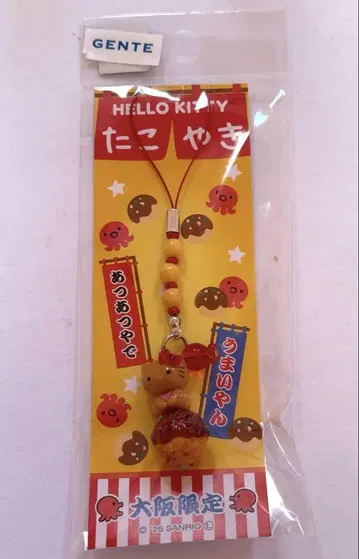 GENTE
HELLO KITTY
たこ やき
あつあつやで
うまいやん
大阪限定
© '25 SANRIO Ⓛ